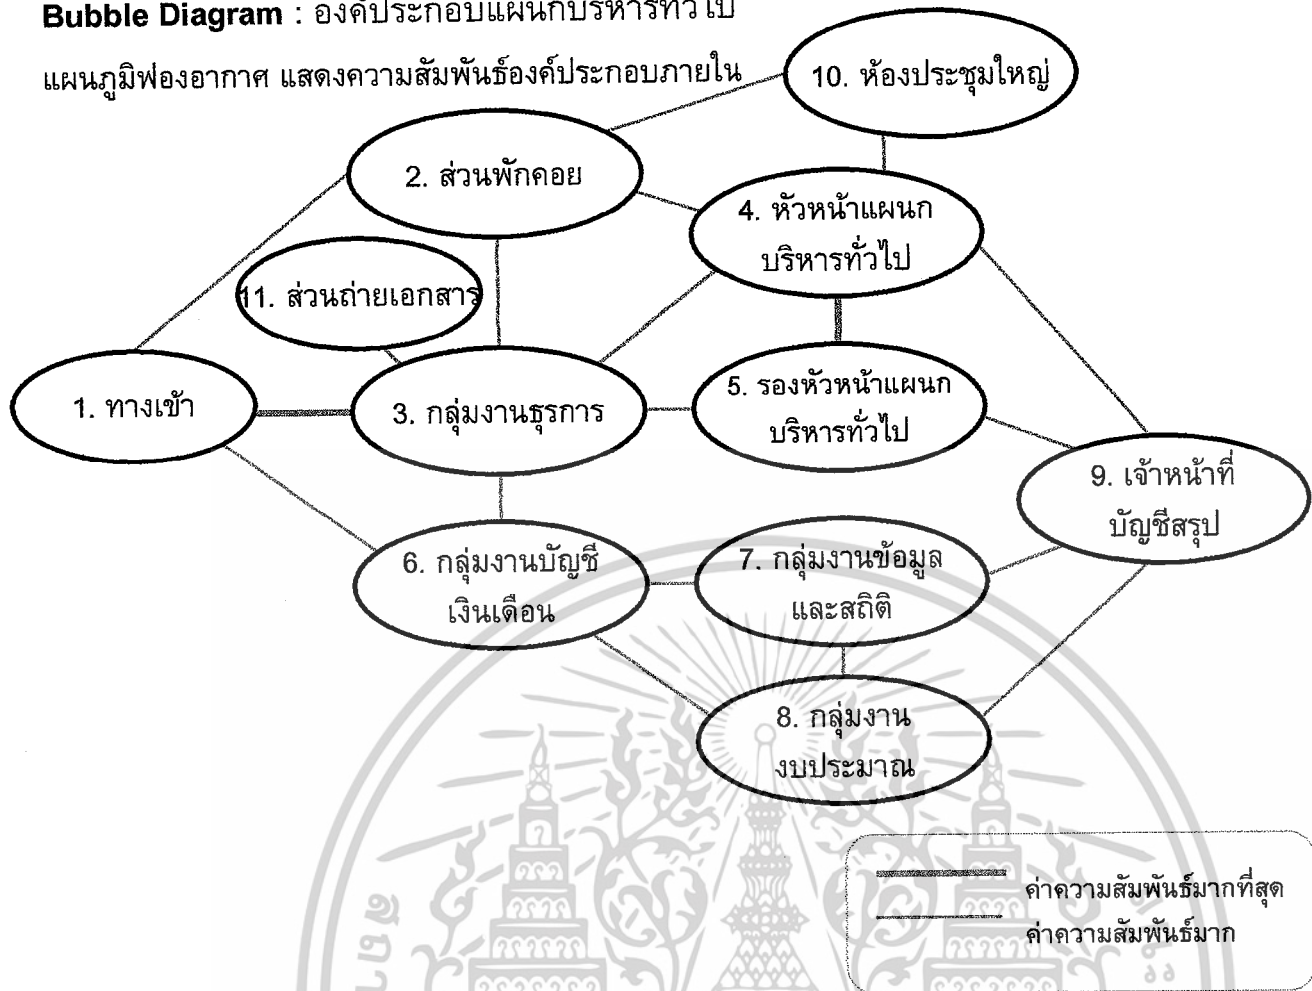 Bubble Diagram : องค์ประกอบแผนกบริหารทั่วไป
แผนภูมิฟองอากาศ แสดงความสัมพันธ์องค์ประกอบภายใน
10. ห้องประชุมใหญ่
2. ส่วนพักคอย
4. หัวหน้าแผนก
บริหารทั่วไป
11. ส่วนถ่ายเอกสาร
1. ทางเข้า
3. กลุ่มงานธุรการ
5. รองหัวหน้าแผนก
บริหารทั่วไป
9. เจ้าหน้าที่
บัญชีสรุป
6. กลุ่มงานบัญชี
เงินเดือน
7. กลุ่มงานข้อมูล
และสถิติ
8. กลุ่มงาน
งบประมาณ
ค่าความสัมพันธ์มากที่สุด
ค่าความสัมพันธ์มาก